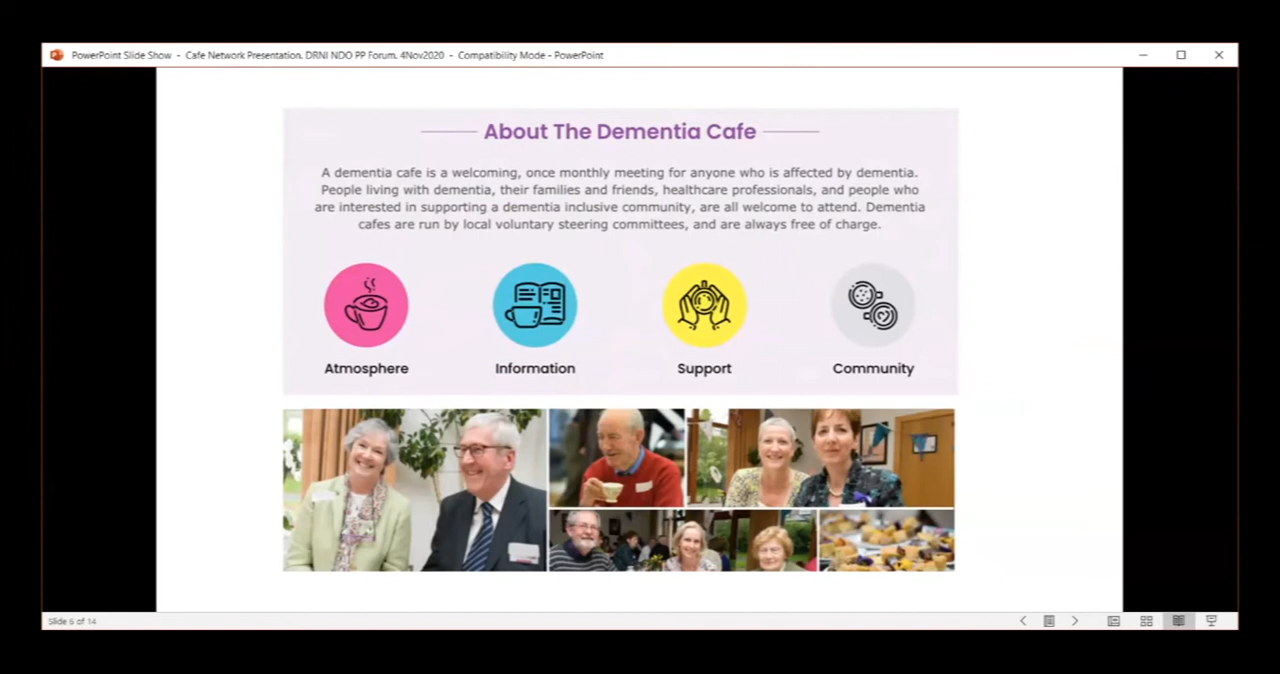 PowerPoint Slide Show - Cafe Network Presentation. DRNI NDO PP Forum. 4Nov2020 - Compatibility Mode - PowerPoint
About The Dementia Cafe
A dementia cafe is a welcoming, once monthly meeting for anyone who is affected by dementia.
People living with dementia, their families and friends, healthcare professionals, and people who
are interested in supporting a dementia inclusive community, are all welcome to attend. Dementia
cafes are run by local voluntary steering committees, and are always free of charge.
Atmosphere
Information
Support
Community
Slide 6 of 14